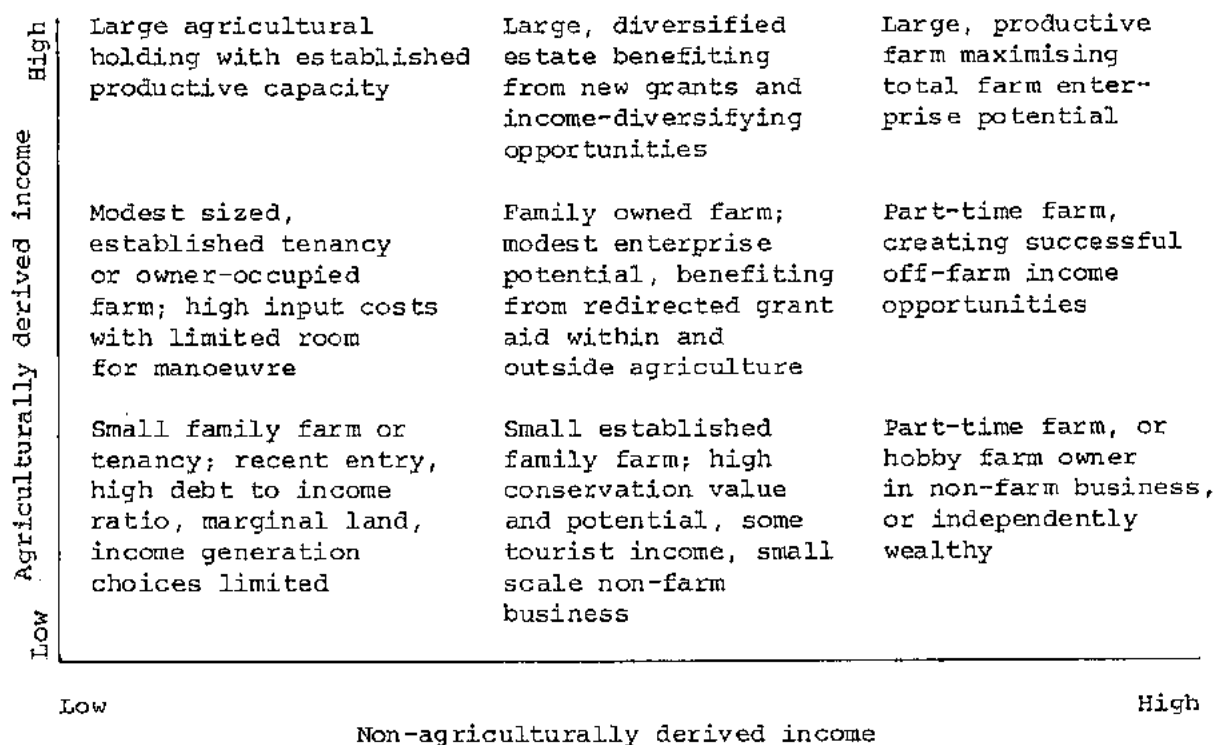 High
Agriculturally derived income
Low
Large agricultural
holding with established
productive capacity
Large, diversified
estate benefiting
from new grants and
income-diversifying
opportunities
Large, productive
farm maximising
total farm enter-
prise potential
Modest sized,
established tenancy
or owner-occupied
farm; high input costs
with limited room
for manoeuvre
Family owned farm;
modest enterprise
potential, benefiting
from redirected grant
aid within and
outside agriculture
Part-time farm,
creating successful
off-farm income
opportunities
Small family farm or
tenancy; recent entry,
high debt to income
ratio, marginal land,
income generation
choices limited
Small established
family farm; high
conservation value
and potential, some
tourist income, small
scale non-farm
business
Part-time farm, or
hobby farm owner
in non-farm business,
or independently
wealthy
Low
High
Non-agriculturally derived income